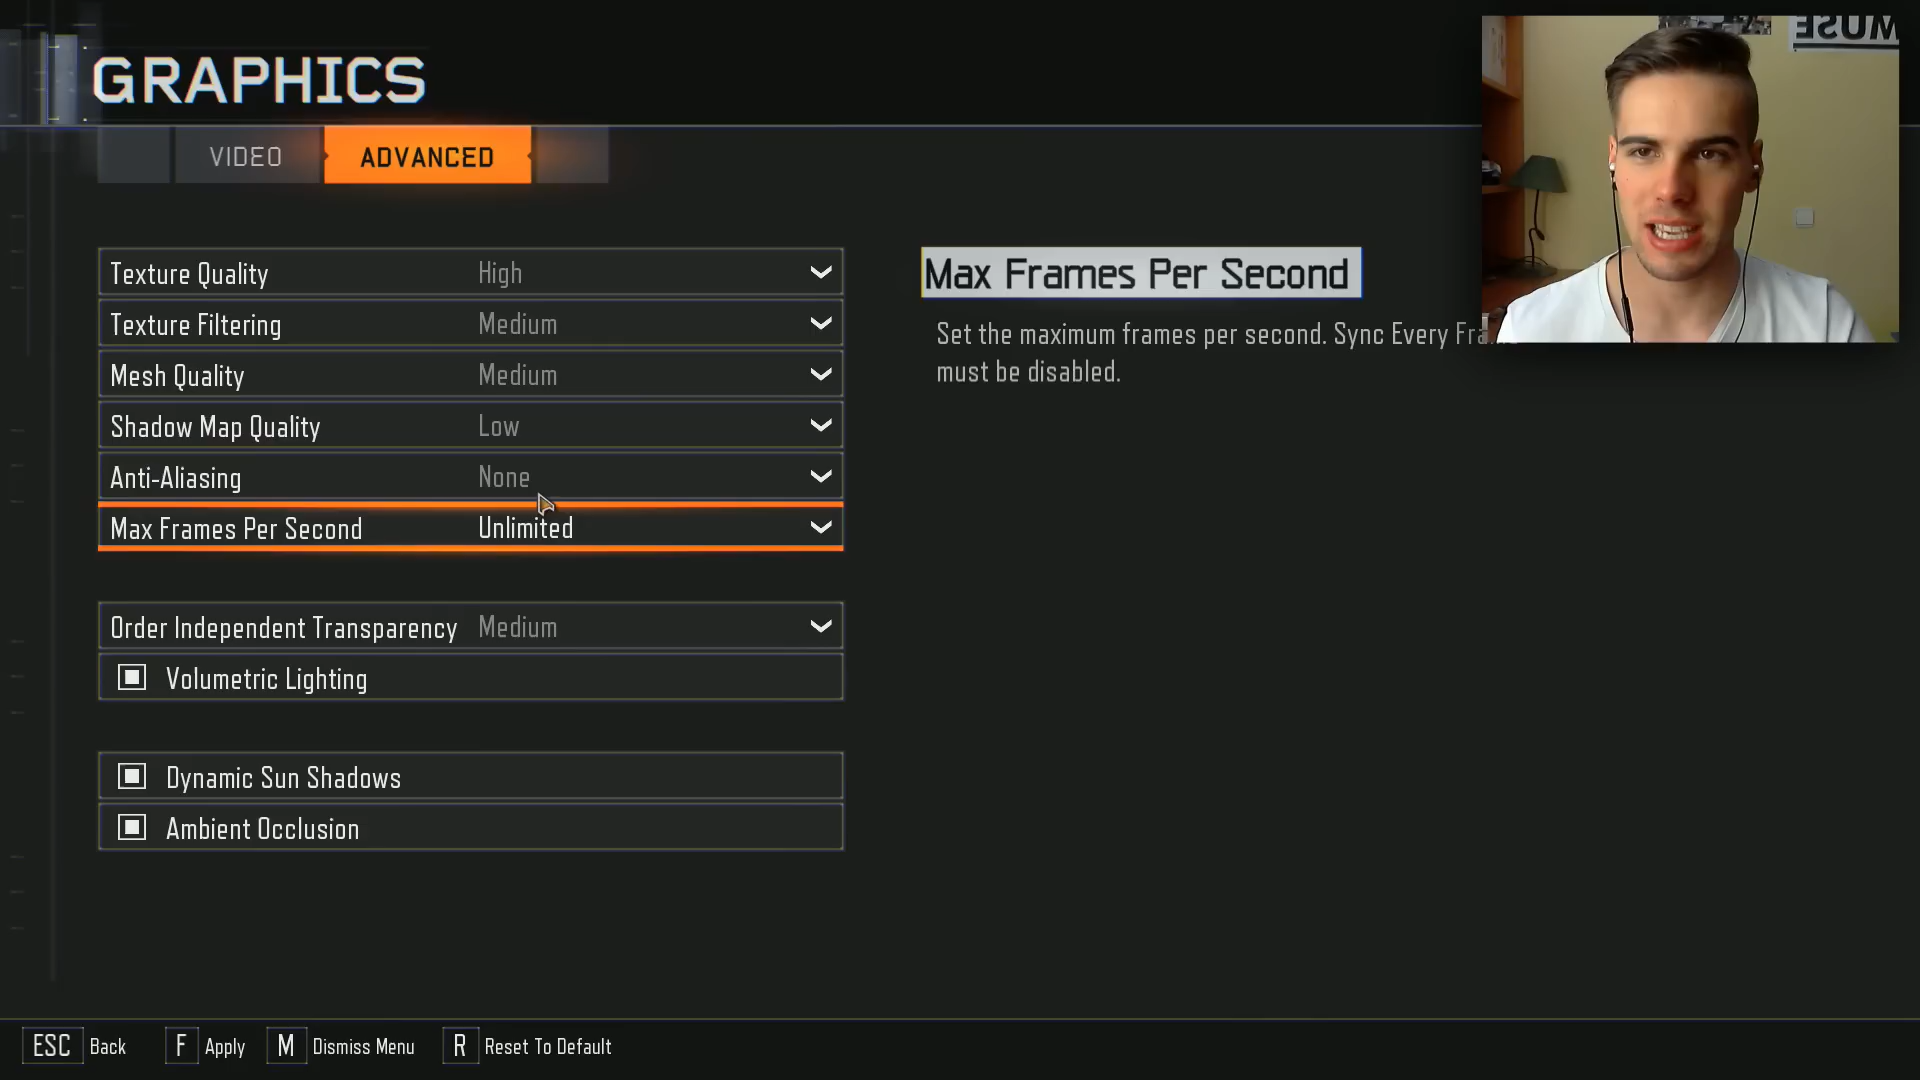 GRAPHICS
VIDEO
ADVANCED
Texture Quality High
Texture Filtering Medium
Mesh Quality Medium
Shadow Map Quality Low
Anti-Aliasing None
Max Frames Per Second Unlimited
Order Independent Transparency Medium
Volumetric Lighting
Dynamic Sun Shadows
Ambient Occlusion
Max Frames Per Second
Set the maximum frames per second. Sync Every
must be disabled.
MUSE
ESC Back F Apply M Dismiss Menu R Reset To Default